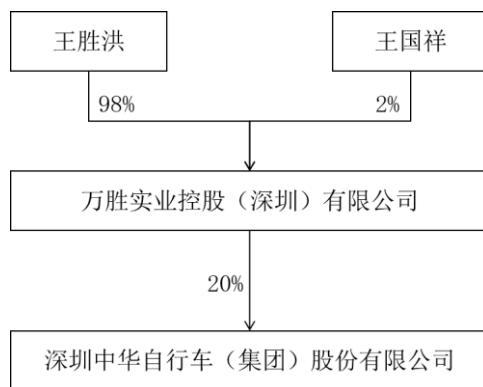 王胜洪
王国祥
98%
2%
万胜实业控股（深圳）有限公司
20%
深圳中华自行车（集团）股份有限公司